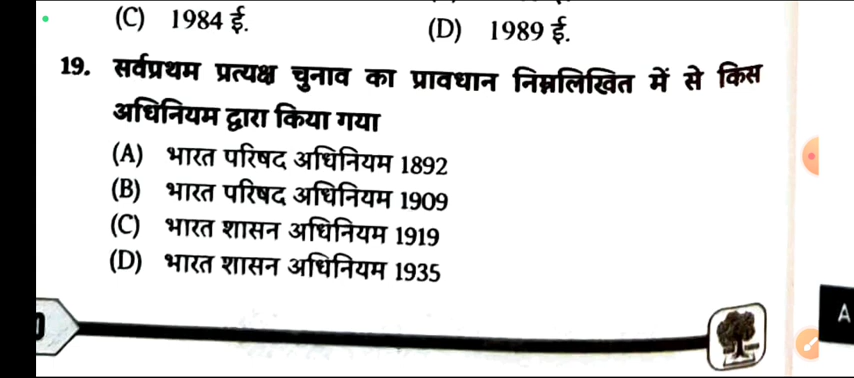 (C) 1984 ई.
(D) 1989 ई.
19. सर्वप्रथम प्रत्यक्ष चुनाव का प्रावधान निम्नलिखित में से किस
अधिनियम द्वारा किया गया
(A) भारत परिषद अधिनियम 1892
(B) भारत परिषद अधिनियम 1909
(C) भारत शासन अधिनियम 1919
(D) भारत शासन अधिनियम 1935
A